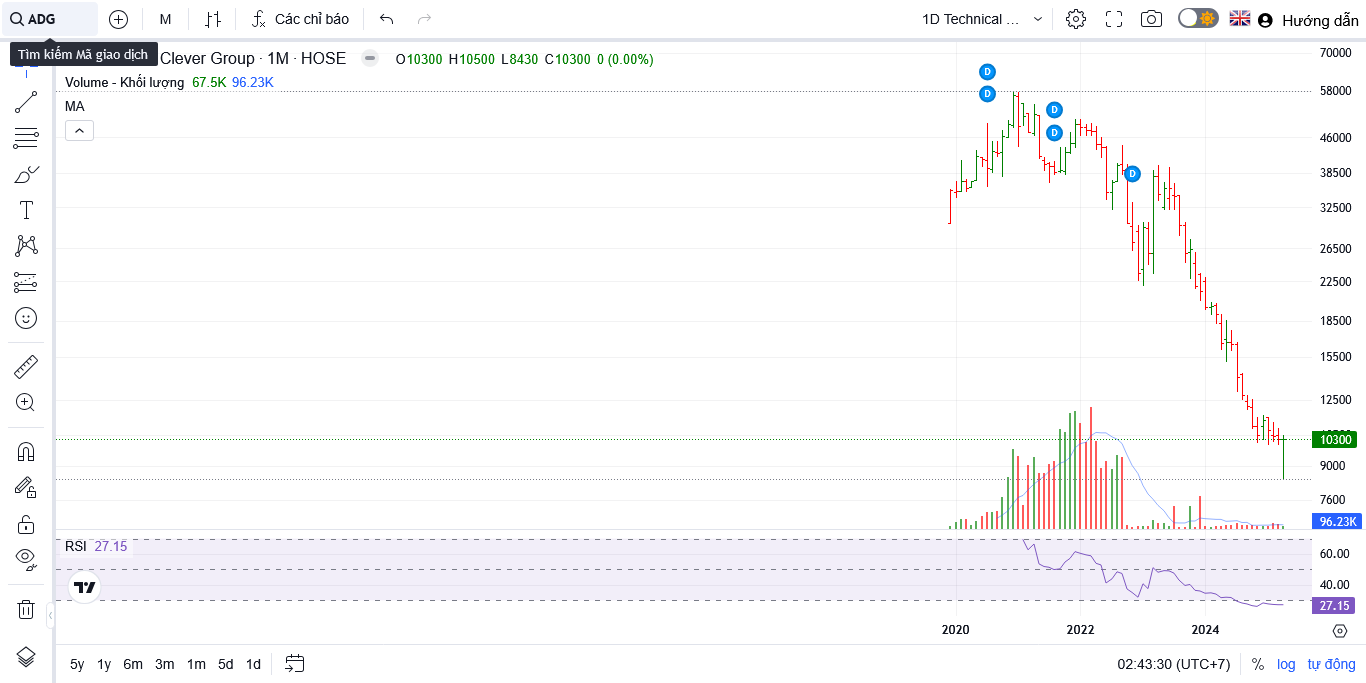 ADG
M
Các chỉ báo
1D Technical ...
Hướng dẫn
Tìm kiếm Mã giao dịch
Clever Group · 1M · HOSE
O10300 H10500 L8430 C10300 0 (0.00%)
Volume - Khối lượng 67.5K 96.23K
MA
D
D
D
D
D
70000
58000
46000
38500
32500
26500
22500
18500
15500
12500
10300
9000
7600
96.23K
RSI 27.15
60.00
40.00
27.15
2020
2022
2024
5y 1y 6m 3m 1m 5d 1d
02:43:30 (UTC+7)
%
log
tự động